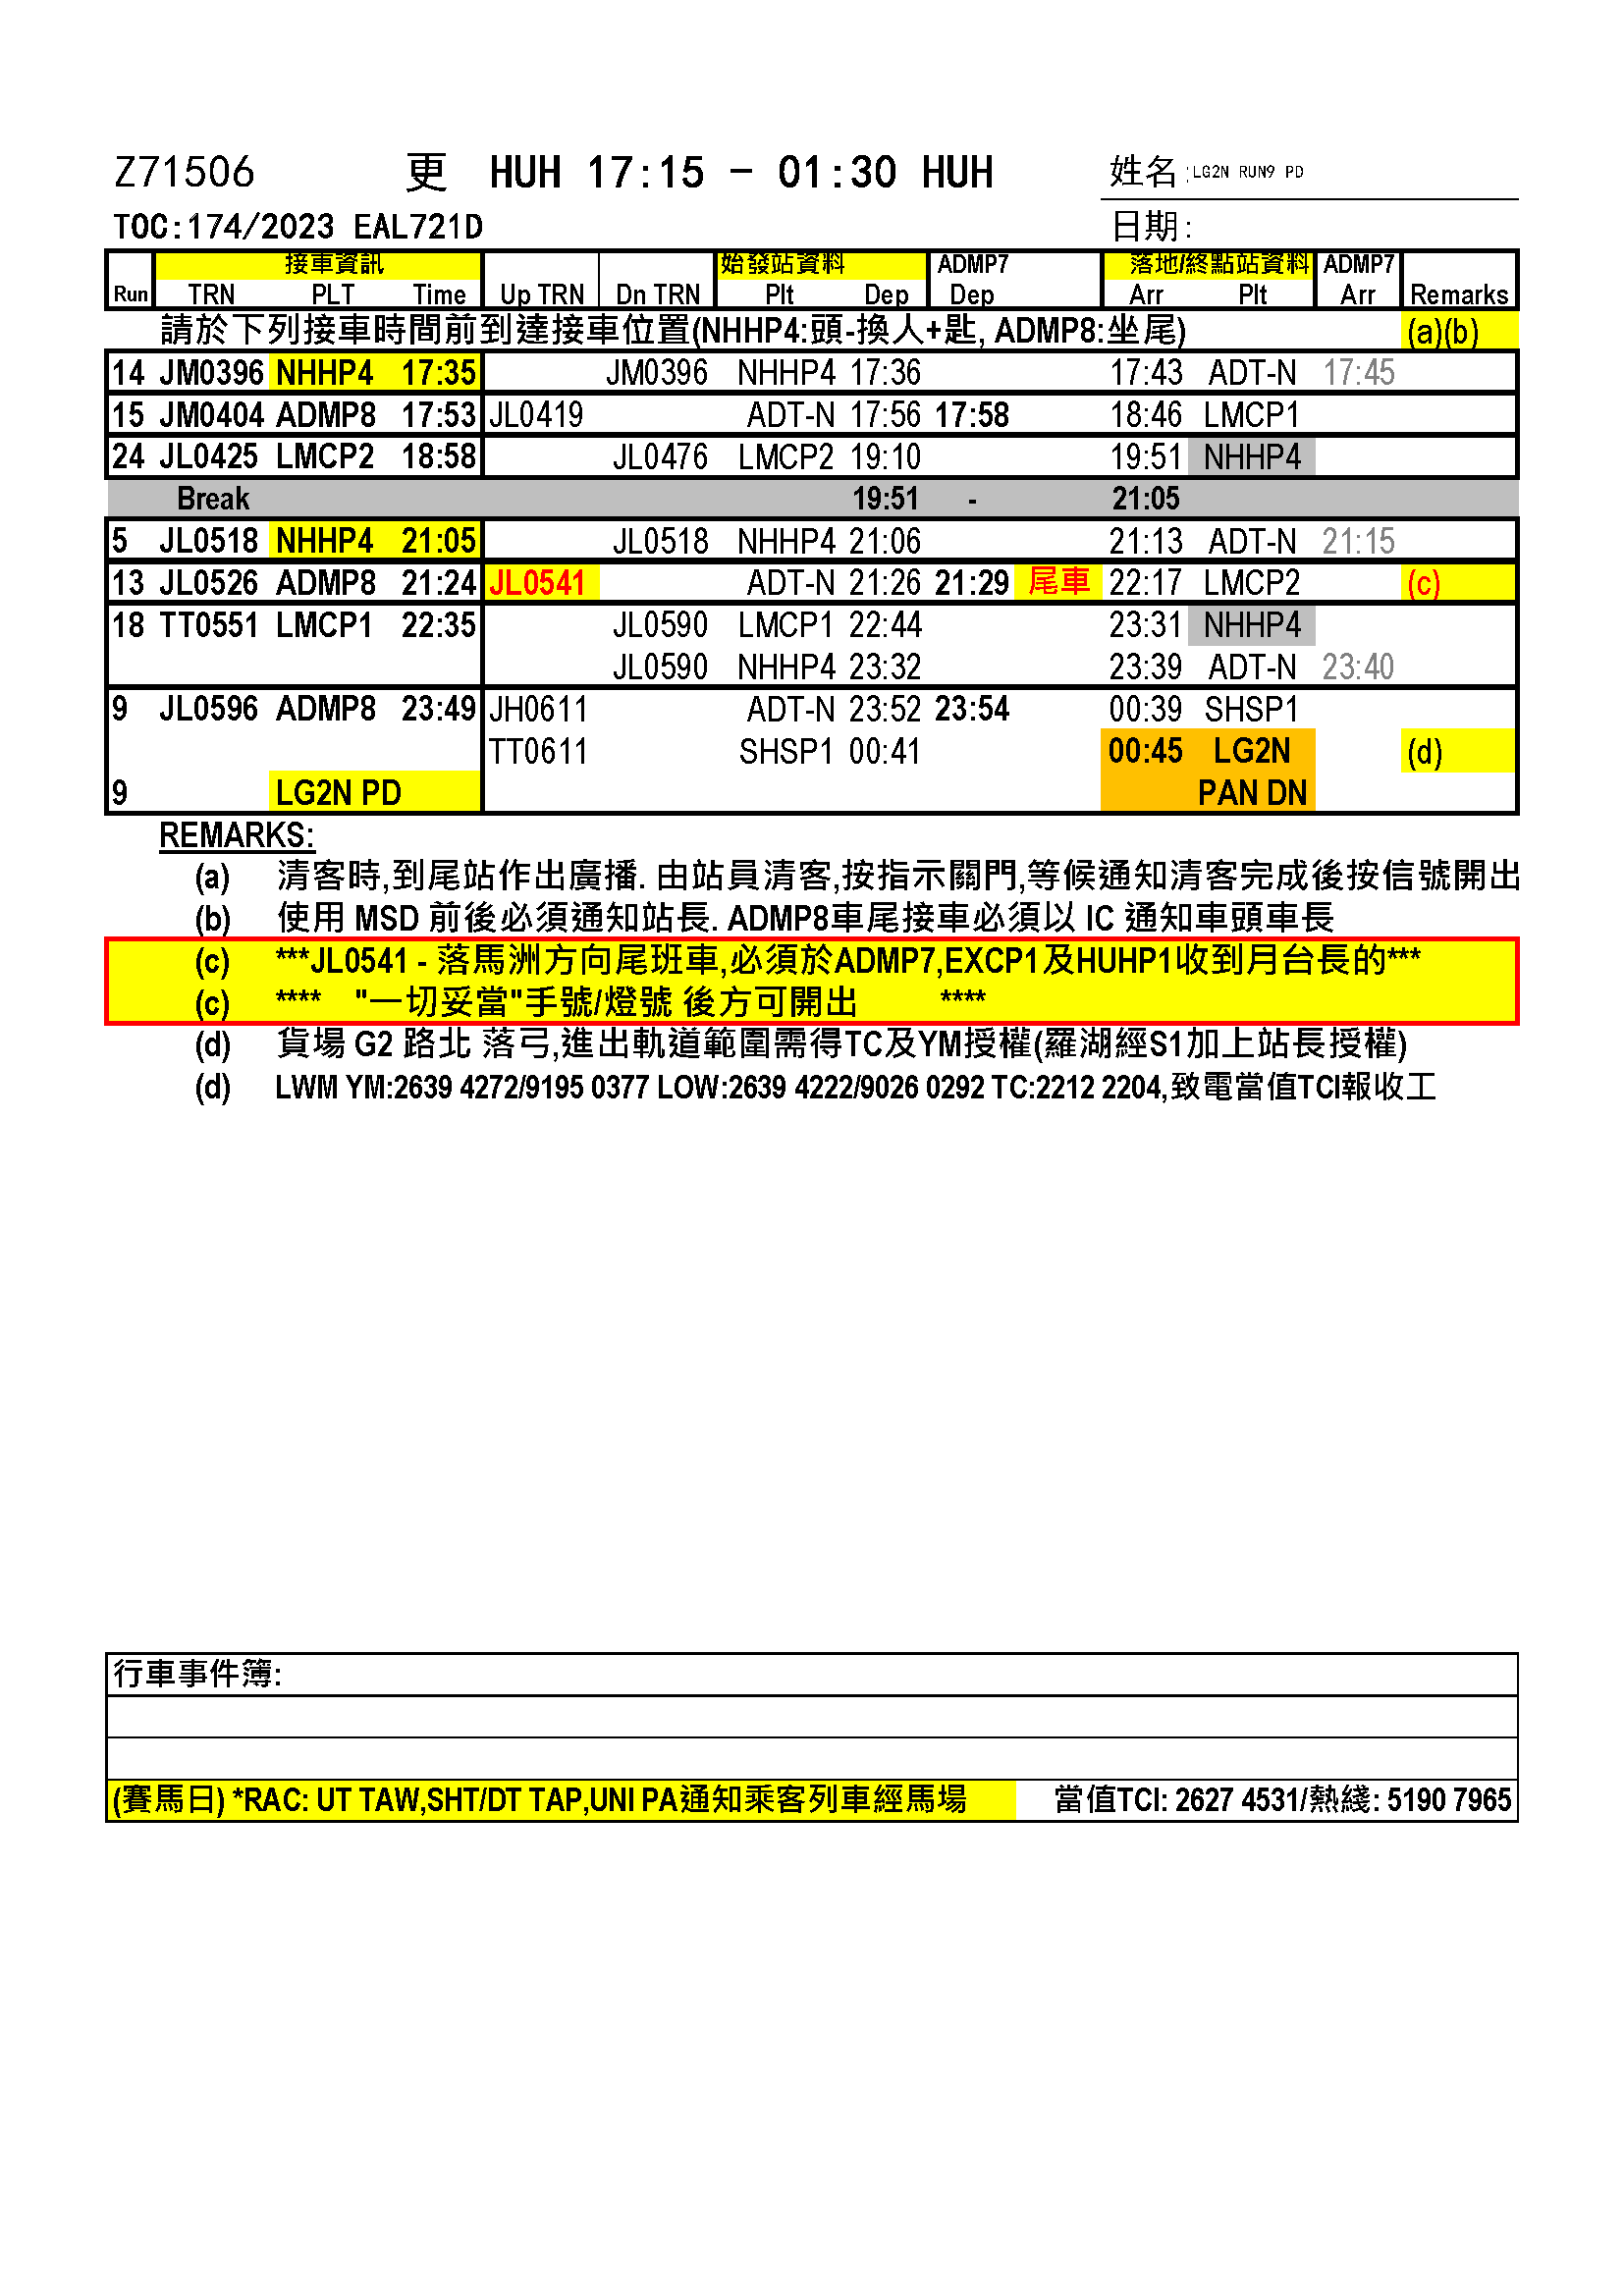 Z71506 更 HUH 17:15 - 01:30 HUH 姓名:LG2N RUN9 PD
TOC:174/2023 EAL721D 日期:
接車資訊 始發站資料 ADMP7 落地/終點站資料 ADMP7
Run TRN PLT Time Up TRN Dn TRN Plt Dep Dep Arr Plt Arr Remarks
請於下列接車時間前到達接車位置(NHHP4:頭-換人+匙, ADMP8:坐尾) (a)(b)
14 JM0396 NHHP4 17:35 JM0396 NHHP4 17:36 17:43 ADT-N 17:45
15 JM0404 ADMP8 17:53 JL0419 ADT-N 17:56 17:58 18:46 LMCP1
24 JL0425 LMCP2 18:58 JL0476 LMCP2 19:10 19:51 NHHP4
Break 19:51 - 21:05
5 JL0518 NHHP4 21:05 JL0518 NHHP4 21:06 21:13 ADT-N 21:15
13 JL0526 ADMP8 21:24 JL0541 ADT-N 21:26 21:29 尾車 22:17 LMCP2 (c)
18 TT0551 LMCP1 22:35 JL0590 LMCP1 22:44 23:31 NHHP4
JL0590 NHHP4 23:32 23:39 ADT-N 23:40
9 JL0596 ADMP8 23:49 JH0611 ADT-N 23:52 23:54 00:39 SHSP1
TT0611 SHSP1 00:41 00:45 LG2N (d)
9 LG2N PD PAN DN
REMARKS:
(a) 清客時,到尾站作出廣播. 由站員清客,按指示關門,等候通知清客完成後按信號開出
(b) 使用 MSD 前後必須通知站長. ADMP8車尾接車必須以 IC 通知車頭車長
(c) ***JL0541 - 落馬洲方向尾班車,必須於ADMP7,EXCP1及HUHP1收到月台長的***
(c) **** "一切妥當"手號/燈號 後方可開出 ****
(d) 貨場 G2 路北 落弓,進出軌道範圍需得TC及YM授權(羅湖經S1加上站長授權)
(d) LWM YM:2639 4272/9195 0377 LOW:2639 4222/9026 0292 TC:2212 2204,致電當值TCI報收工
行車事件簿:
(賽馬日) *RAC: UT TAW,SHT/DT TAP,UNI PA通知乘客列車經馬場 當值TCI: 2627 4531/熱綫: 5190 7965